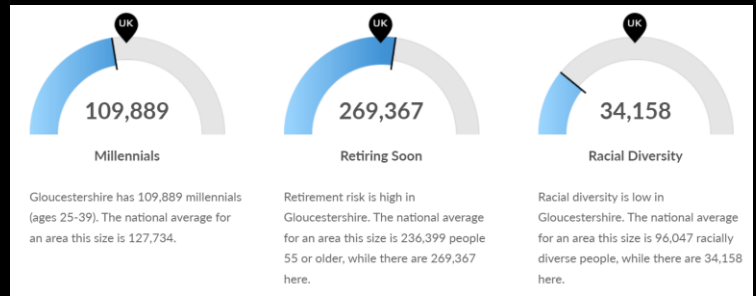 UK
109,889
Millennials
Gloucestershire has 109,889 millennials
(ages 25-39). The national average for
an area this size is 127,734.
UK
269,367
Retiring Soon
Retirement risk is high in
Gloucestershire. The national average
for an area this size is 236,399 people
55 or older, while there are 269,367
here.
UK
34,158
Racial Diversity
Racial diversity is low in
Gloucestershire. The national average
for an area this size is 96,047 racially
diverse people, while there are 34,158
here.